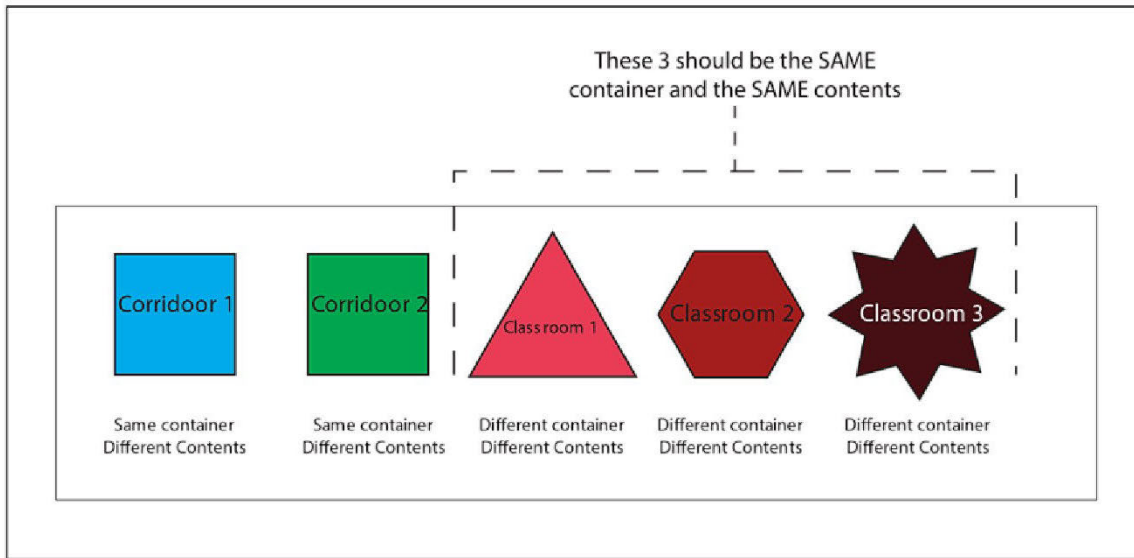 These 3 should be the SAME
container and the SAME contents
Corridoor 1
Corridoor 2
Classroom 1
Classroom 2
Classroom 3
Same container
Different Contents
Same container
Different Contents
Different container
Different Contents
Different container
Different Contents
Different container
Different Contents